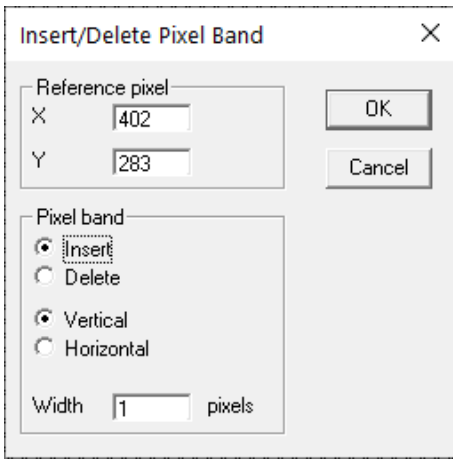 Insert/Delete Pixel Band
Reference pixel
X 402
Y 283
OK
Cancel
Pixel band
Insert
Delete
Vertical
Horizontal
Width 1 pixels